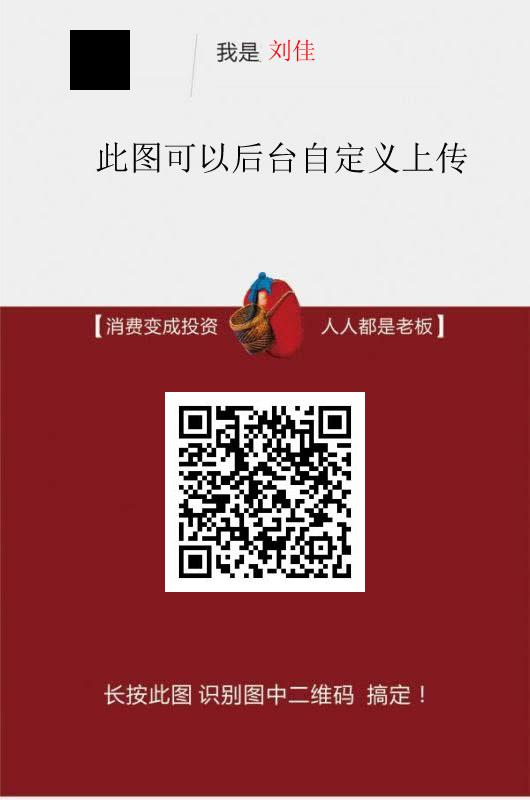 我是 刘佳
此图可以后台自定义上传
【消费变成投资 人人都是老板】
长按此图 识别图中二维码 搞定！